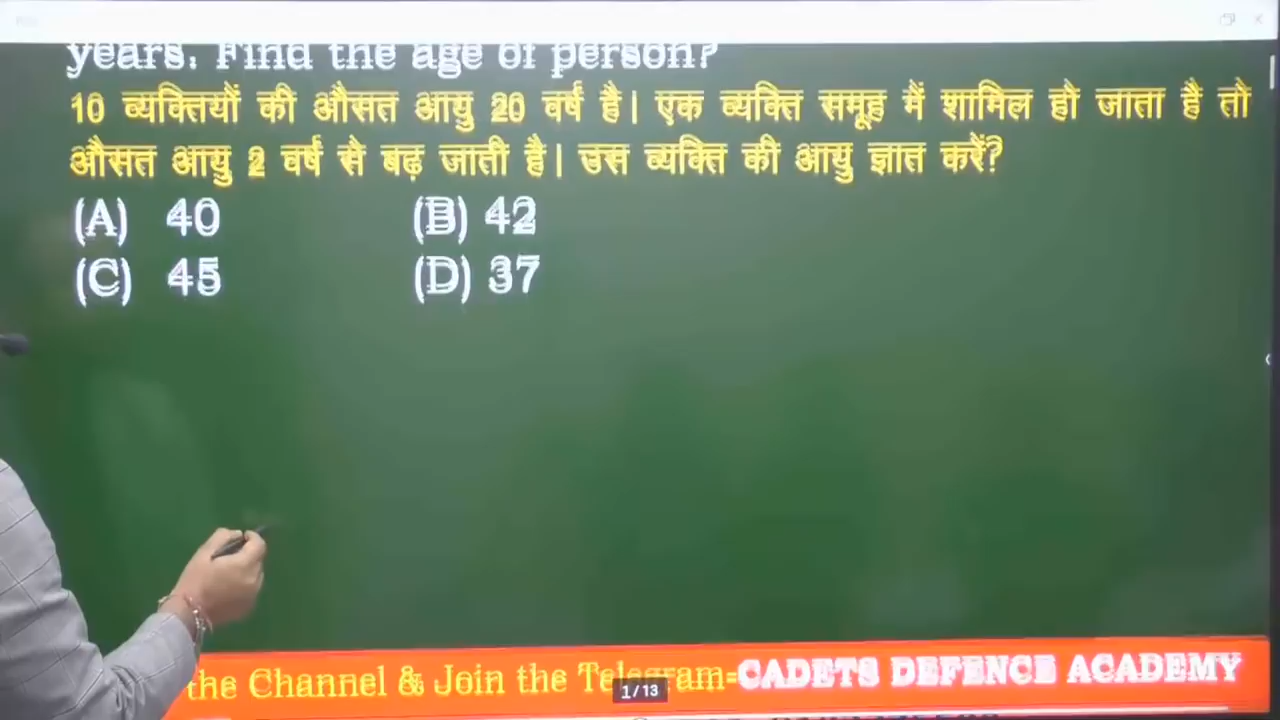 years. Find the age of person?
10 व्यक्तियों की औसत आयु 20 वर्ष है। एक व्यक्ति समूह में शामिल हो जाता है तो
औसत आयु 2 वर्ष से बढ़ जाती है। उस व्यक्ति की आयु ज्ञात करें?
(A) 40 (B) 42
(C) 45 (D) 37
the Channel & Join the Telegram=CADETS DEFENCE ACADEMY
1 / 13